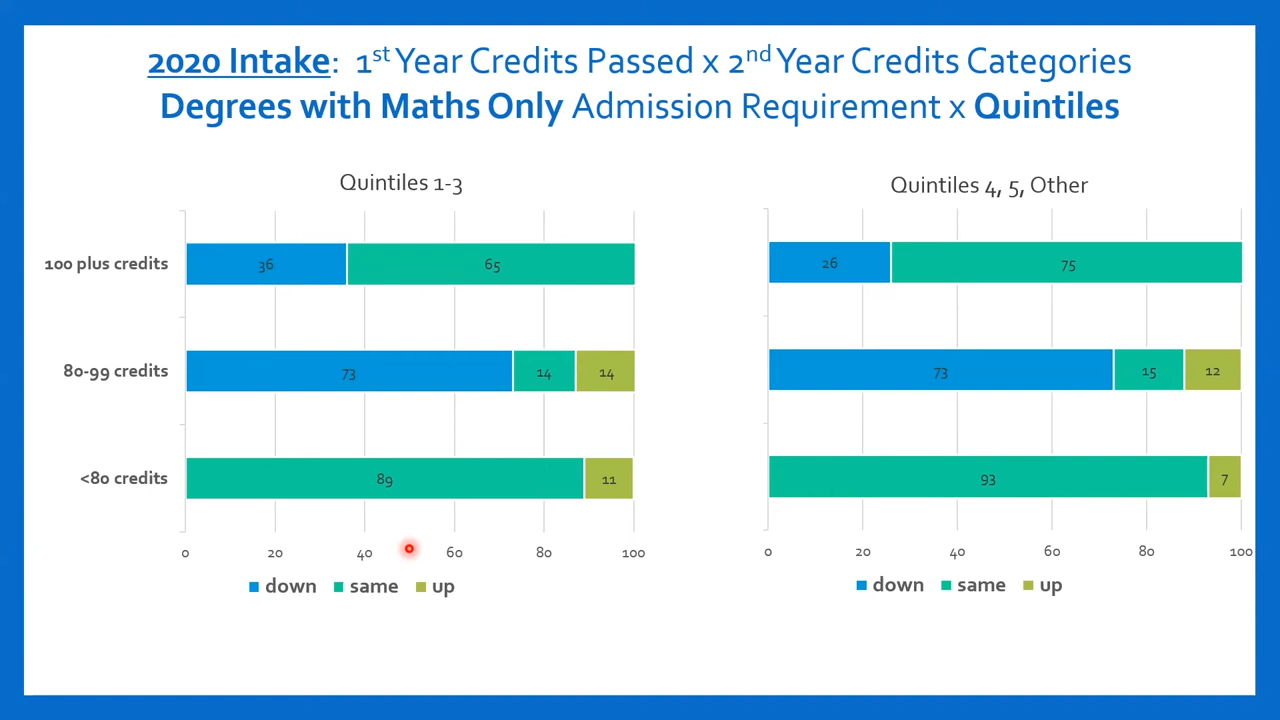 2020 Intake: 1st Year Credits Passed x 2nd Year Credits Categories
Degrees with Maths Only Admission Requirement x Quintiles
Quintiles 1-3
100 plus credits
36
65
80-99 credits
73
14
14
<80 credits
89
11
0
20
40
60
80
100
down
same
up
Quintiles 4, 5, Other
26
75
73
15
12
93
7
0
20
40
60
80
100
down
same
up